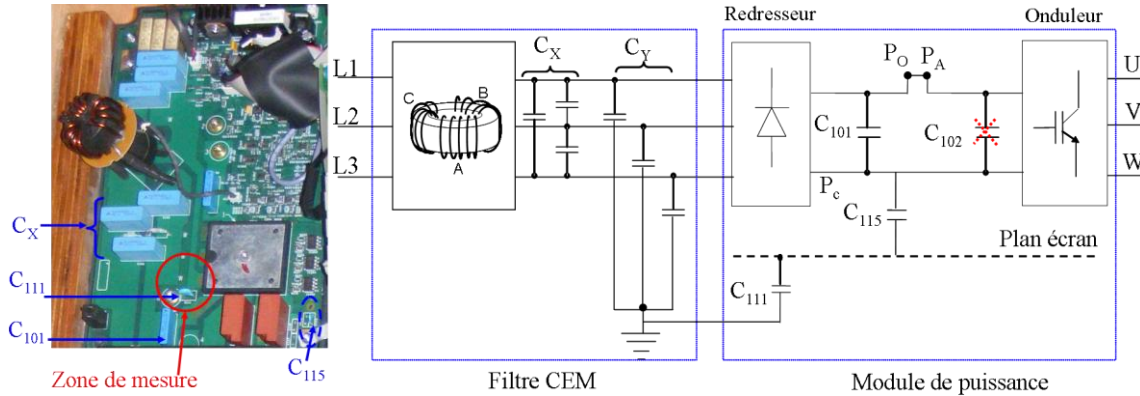 Redresseur
Onduleur
C_X
C_Y
L1
L2
L3
C
B
A
P_O
P_A
C_101
C_102
P_c
C_115
Plan écran
C_111
U
V
W
Filtre CEM
Module de puissance
C_X
C_111
C_101
C_115
Zone de mesure